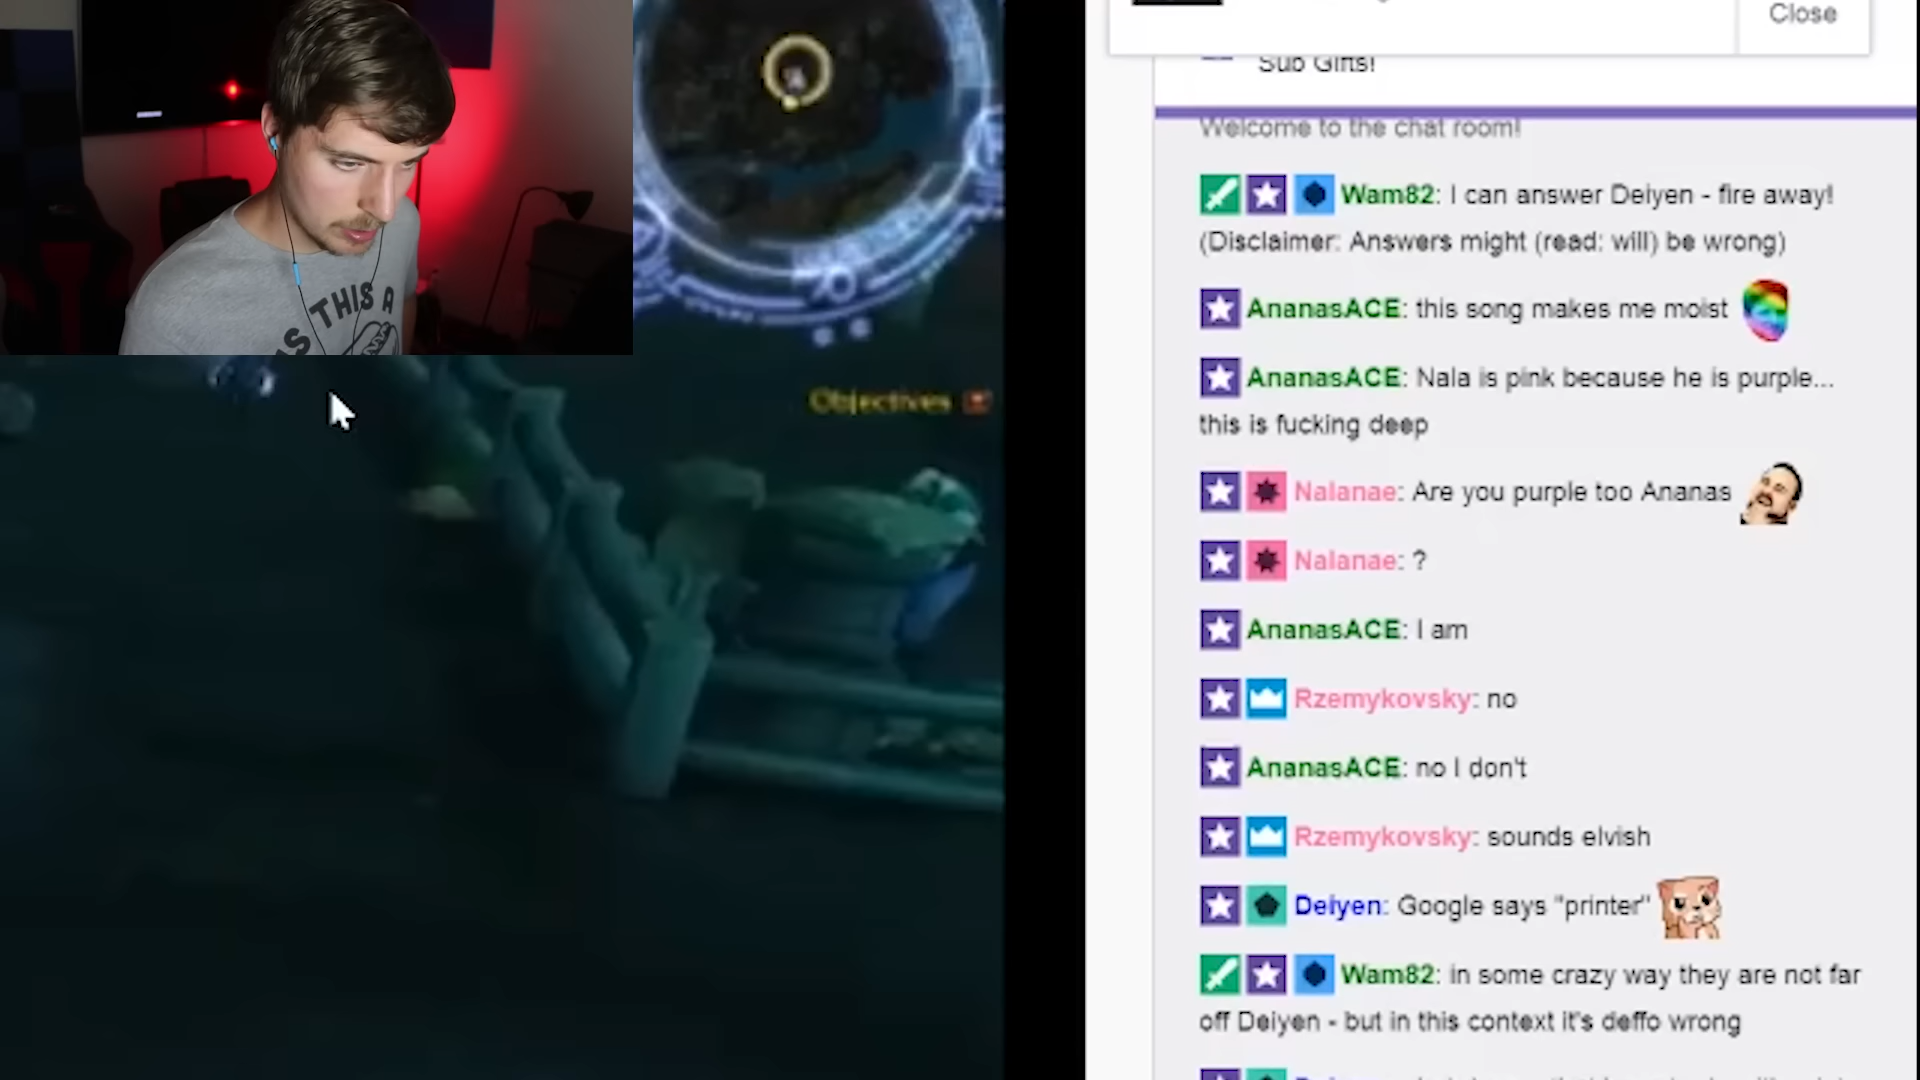 Close
Sub Gifts!
Welcome to the chat room!
Wam82: I can answer Deiyen - fire away!
(Disclaimer: Answers might (read: will) be wrong)
AnanasACE: this song makes me moist
AnanasACE: Nala is pink because he is purple...
this is fucking deep
Nalanae: Are you purple too Ananas
Nalanae: ?
AnanasACE: I am
Rzemykovsky: no
AnanasACE: no I don't
Rzemykovsky: sounds elvish
Deiyen: Google says "printer"
Wam82: in some crazy way they are not far
off Deiyen - but in this context it's deffo wrong
THIS A
70
Objectives